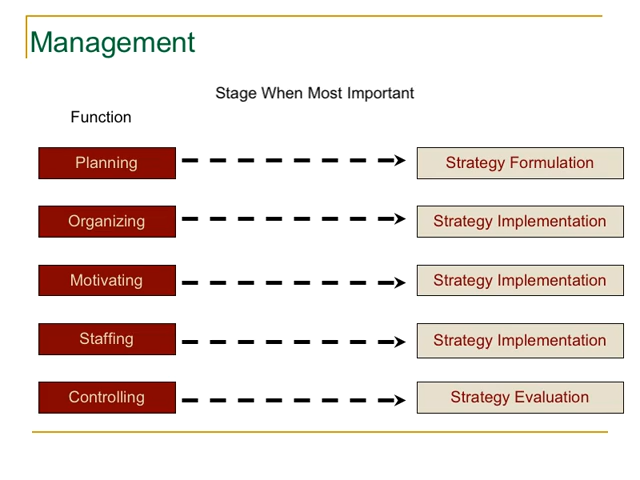 Management
Stage When Most Important
Function
Planning
Strategy Formulation
Organizing
Strategy Implementation
Motivating
Strategy Implementation
Staffing
Strategy Implementation
Controlling
Strategy Evaluation